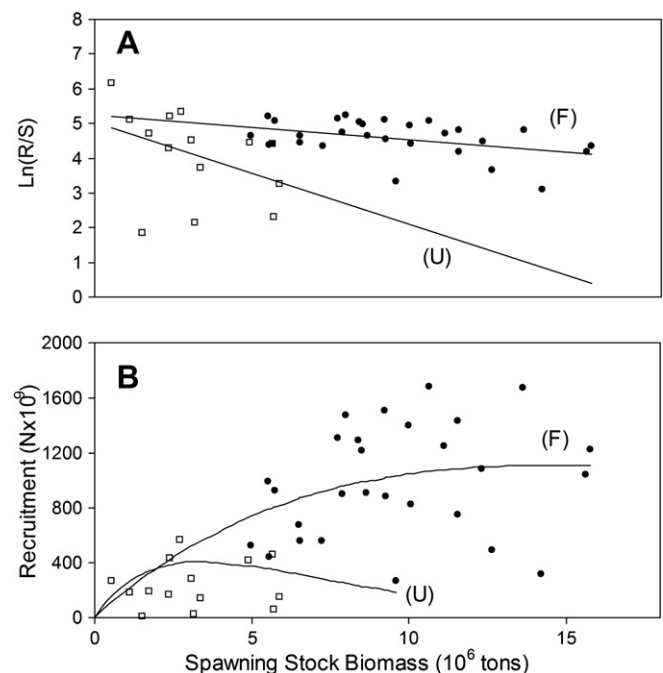 A
8
7
6
5
4
3
2
1
0
Ln(R/S)
(F)
(U)
B
2000
1600
1200
800
400
0
Recruitment (Nx10⁹)
(F)
(U)
0 5 10 15
Spawning Stock Biomass (10⁶ tons)